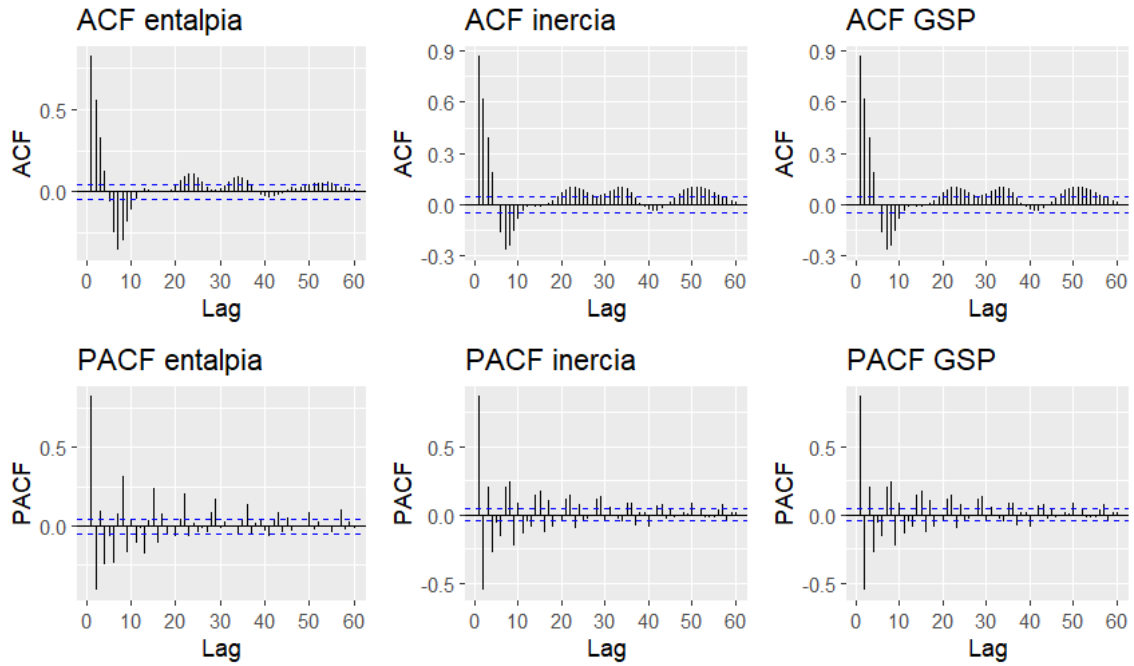 ACF entalpia
ACF
0.5
0.0
0 10 20 30 40 50 60
Lag
ACF inercia
ACF
0.9
0.6
0.3
0.0
-0.3
0 10 20 30 40 50 60
Lag
ACF GSP
ACF
0.9
0.6
0.3
0.0
-0.3
0 10 20 30 40 50 60
Lag
PACF entalpia
PACF
0.5
0.0
0 10 20 30 40 50 60
Lag
PACF inercia
PACF
0.5
0.0
-0.5
0 10 20 30 40 50 60
Lag
PACF GSP
PACF
0.5
0.0
-0.5
0 10 20 30 40 50 60
Lag